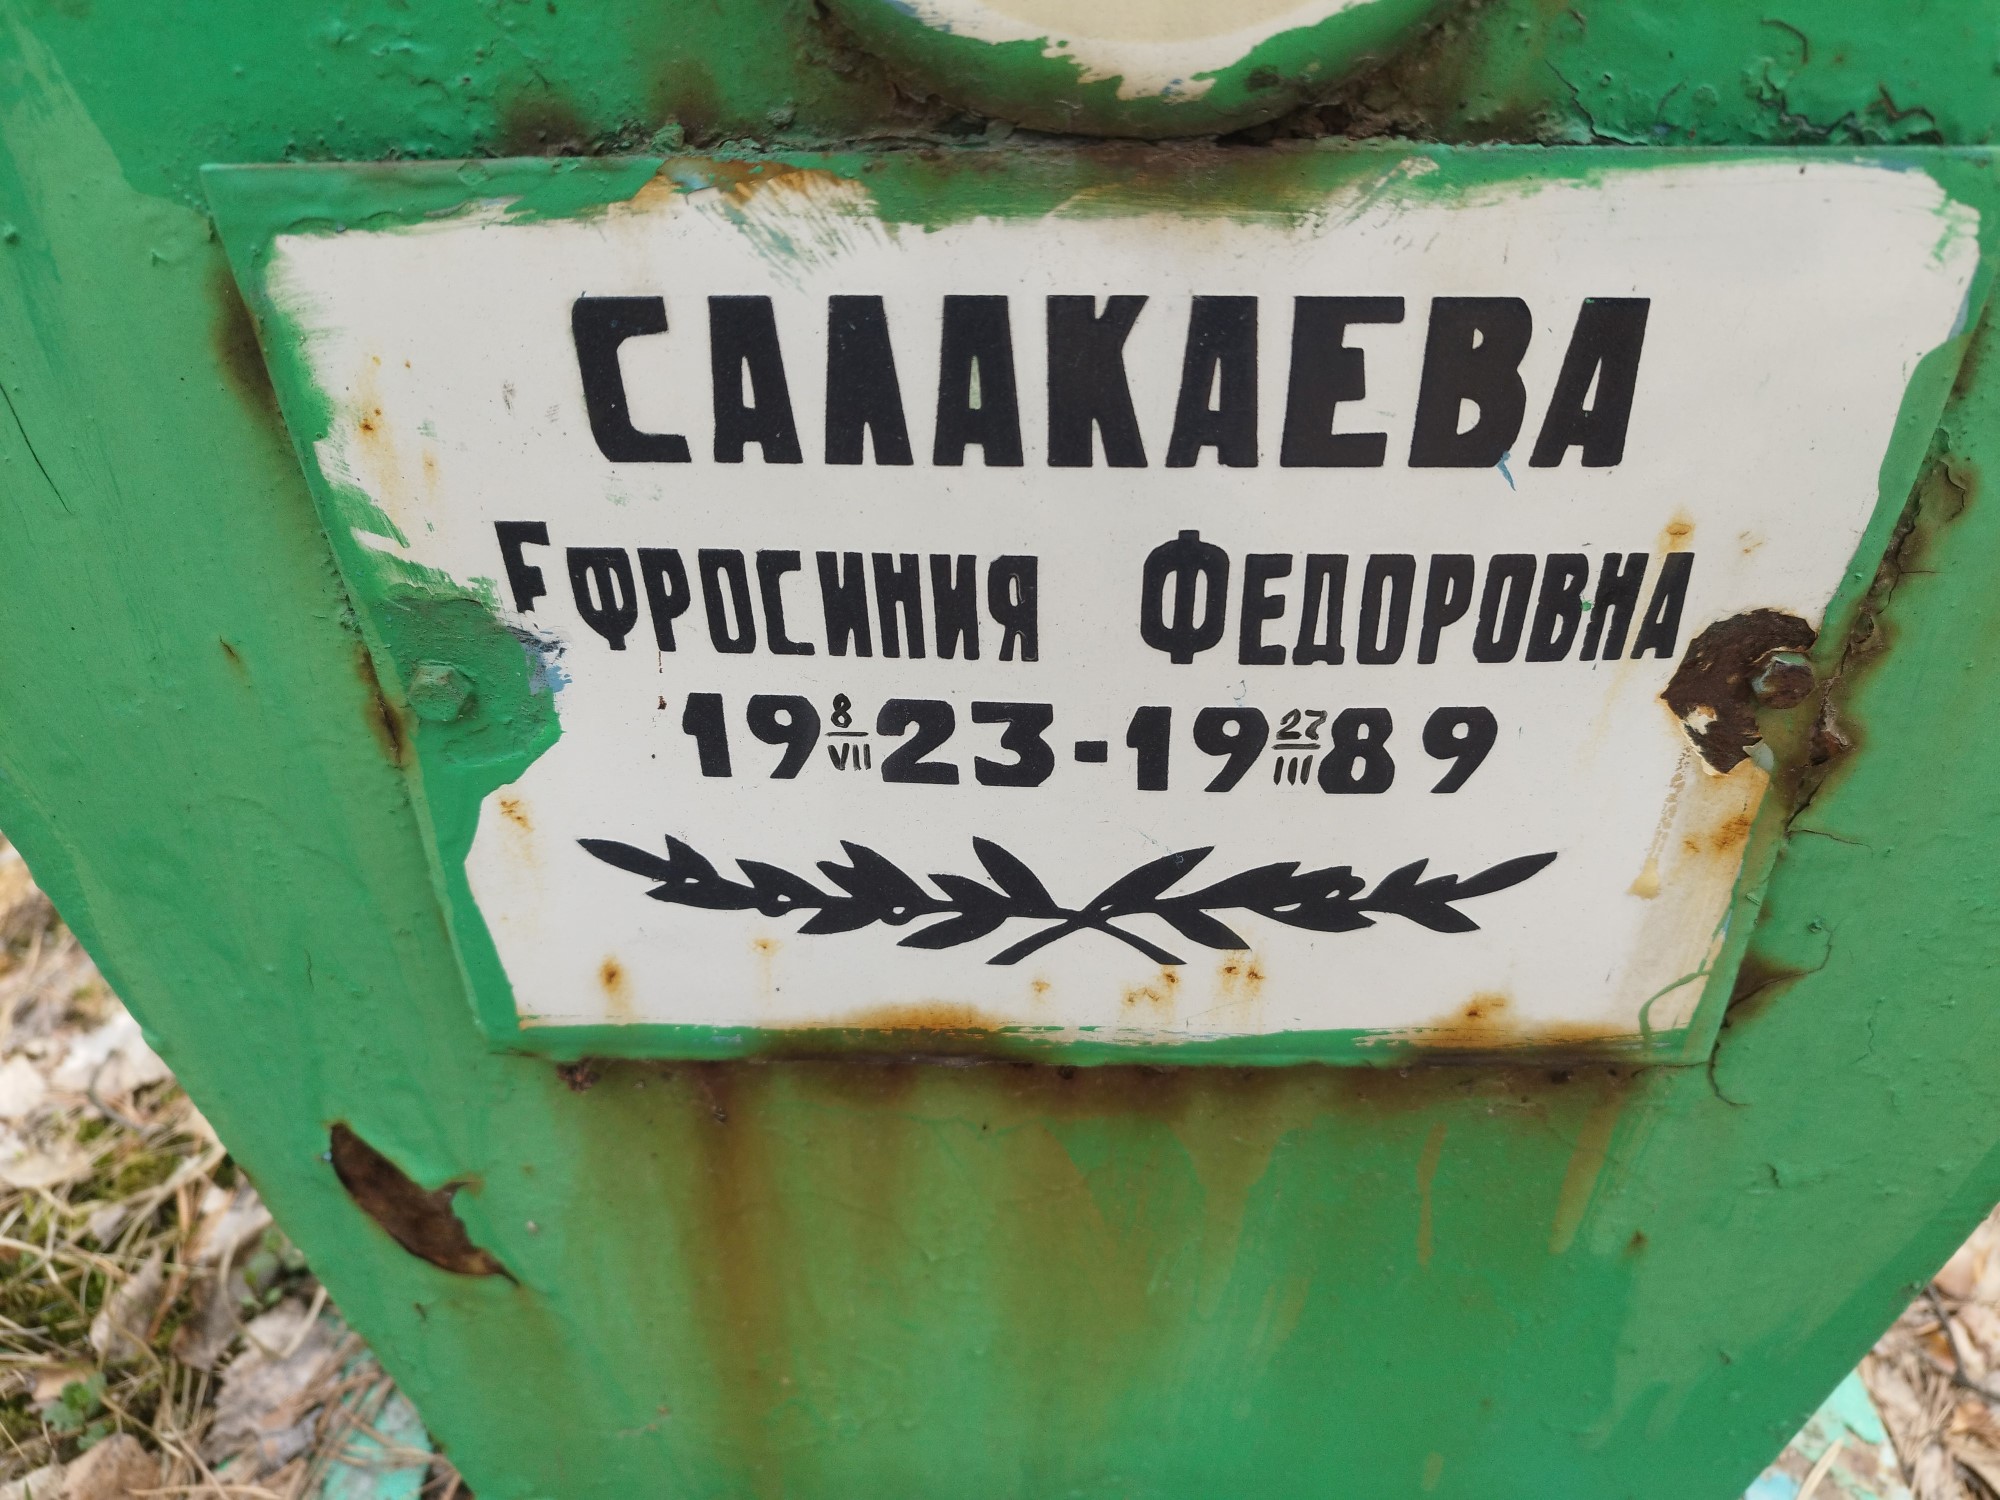 САЛАКАЕВА
ЕФРОСИНИЯ ФЕДОРОВНА
19 8/VII 23-19 27/III 89